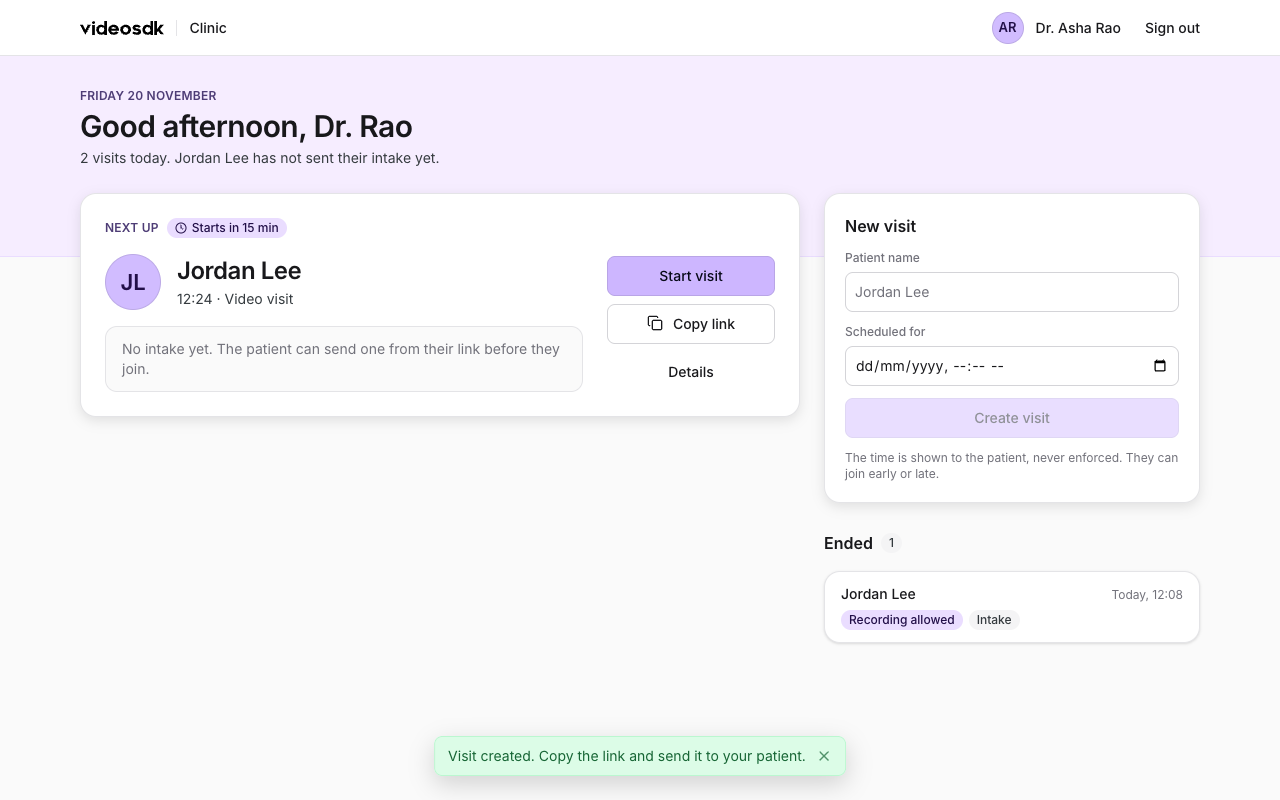 videosdk
Clinic
AR
Dr. Asha Rao
Sign out
FRIDAY 20 NOVEMBER
Good afternoon, Dr. Rao
2 visits today. Jordan Lee has not sent their intake yet.
NEXT UP
Starts in 15 min
JL
Jordan Lee
12:24 · Video visit
No intake yet. The patient can send one from their link before they
join.
Start visit
Copy link
Details
New visit
Patient name
Jordan Lee
Scheduled for
dd/mm/yyyy, --:-- --
Create visit
The time is shown to the patient, never enforced. They can
join early or late.
Ended 1
Jordan Lee
Today, 12:08
Recording allowed
Intake
Visit created. Copy the link and send it to your patient.